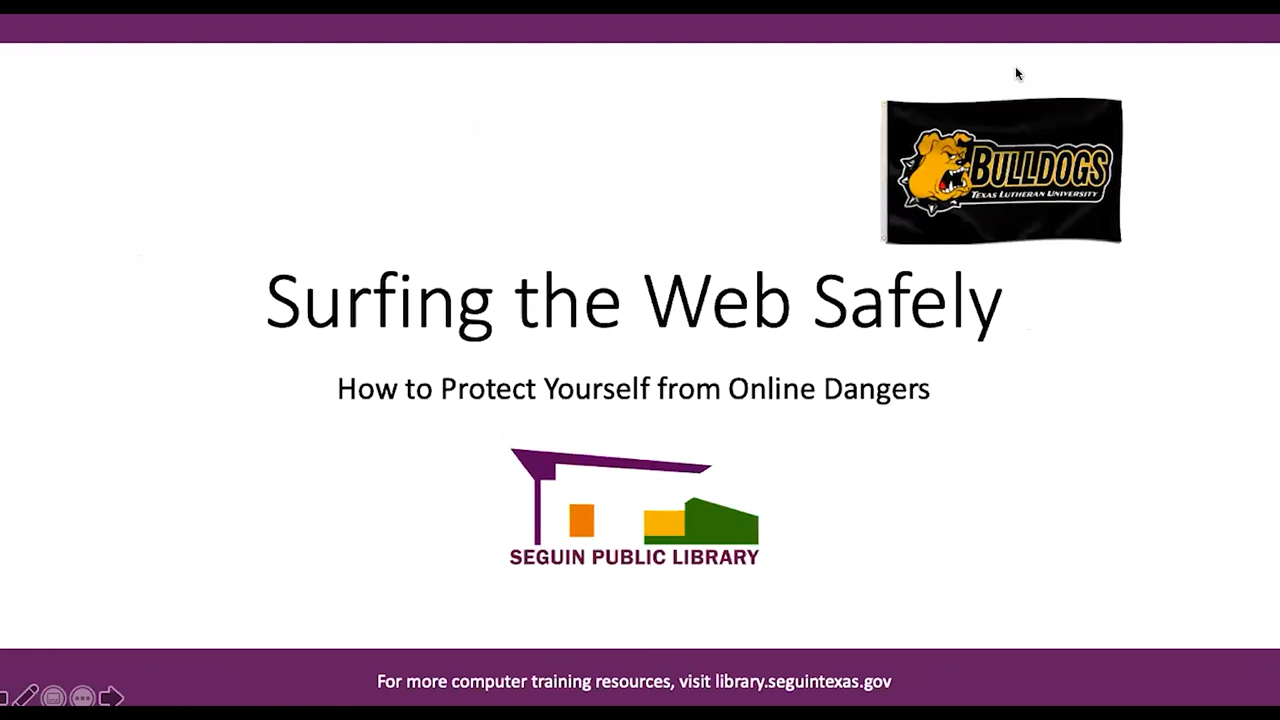 BULLDOGS
TEXAS LUTHERAN UNIVERSITY
Surfing the Web Safely
How to Protect Yourself from Online Dangers
SEGUIN PUBLIC LIBRARY
For more computer training resources, visit library.seguintexas.gov